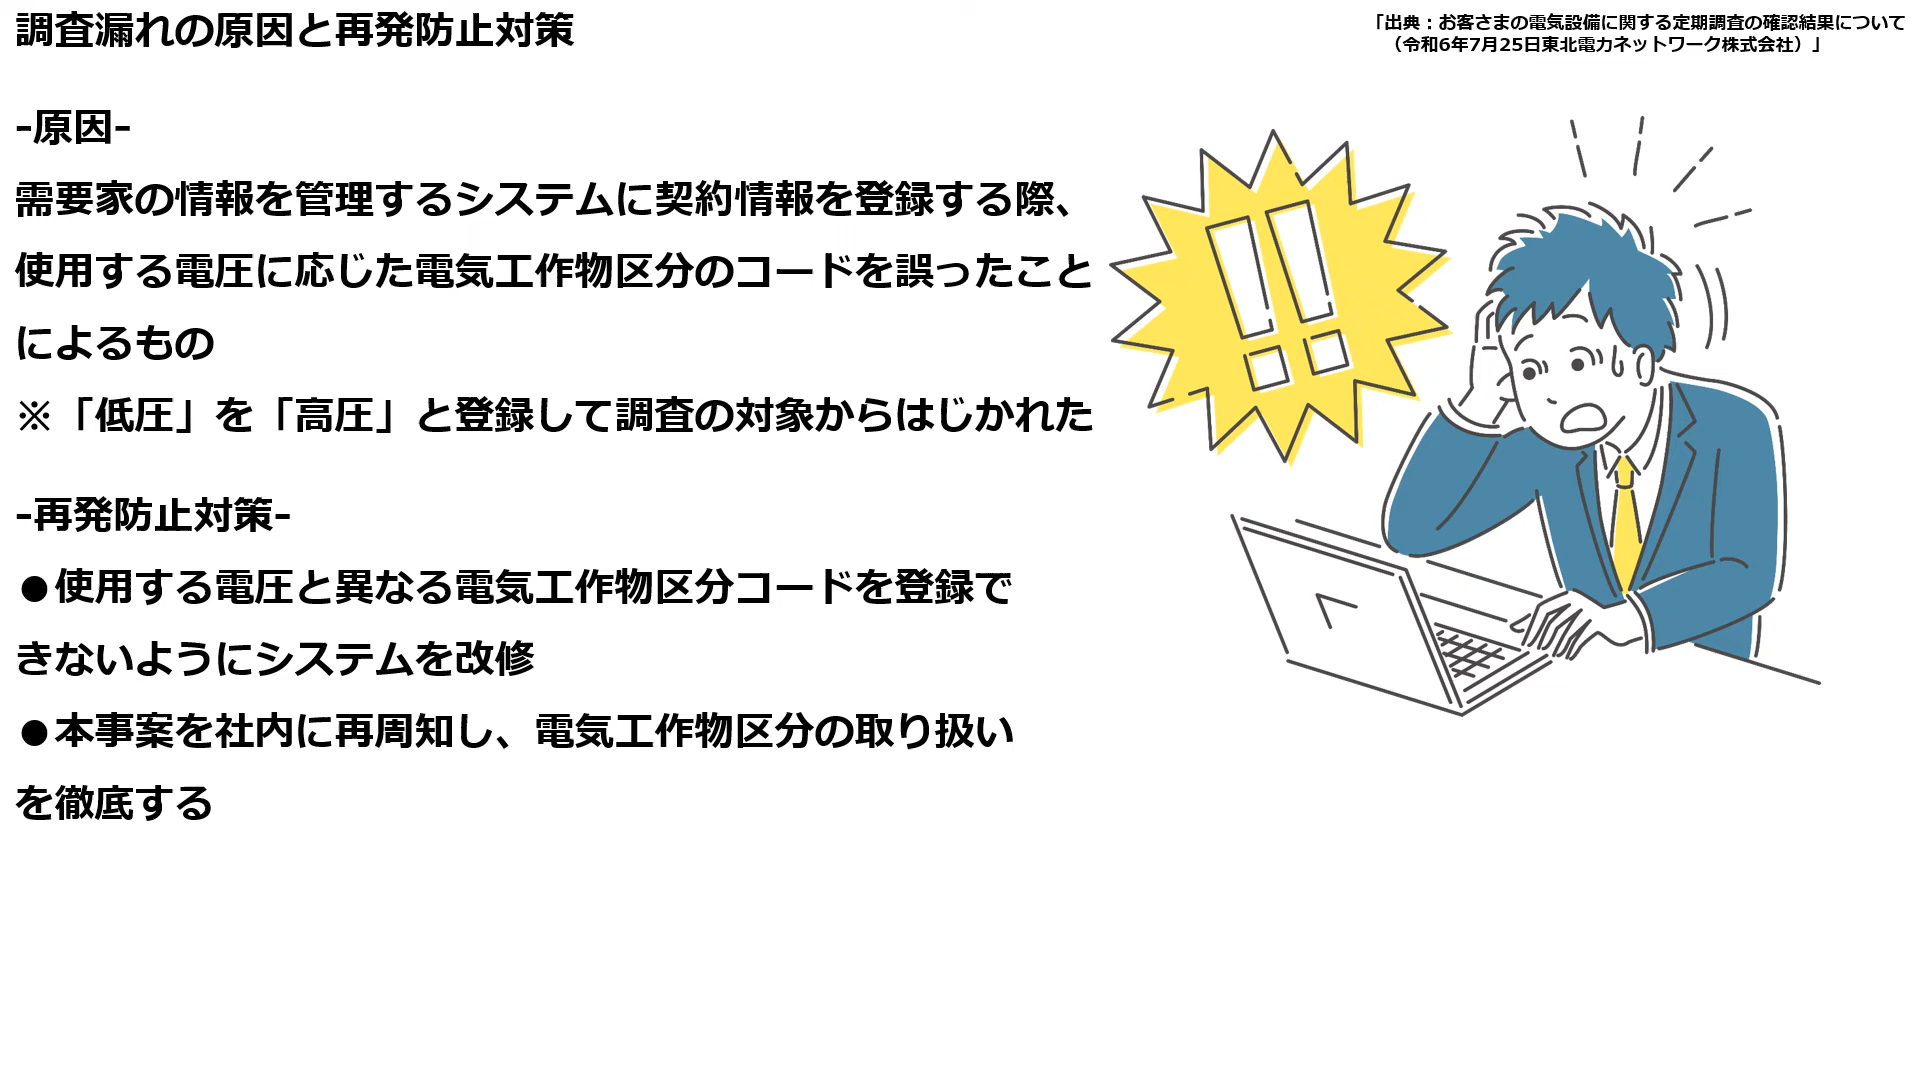 調査漏れの原因と再発防止対策
「出典：お客さまの電気設備に関する定期調査の確認結果について
（令和6年7月25日東北電力ネットワーク株式会社）」
-原因-
需要家の情報を管理するシステムに契約情報を登録する際、
使用する電圧に応じた電気工作物区分のコードを誤ったこと
によるもの
※「低圧」を「高圧」と登録して調査の対象からはじかれた
-再発防止対策-
●使用する電圧と異なる電気工作物区分コードを登録で
きないようにシステムを改修
●本事案を社内に再周知し、電気工作物区分の取り扱い
を徹底する
!!